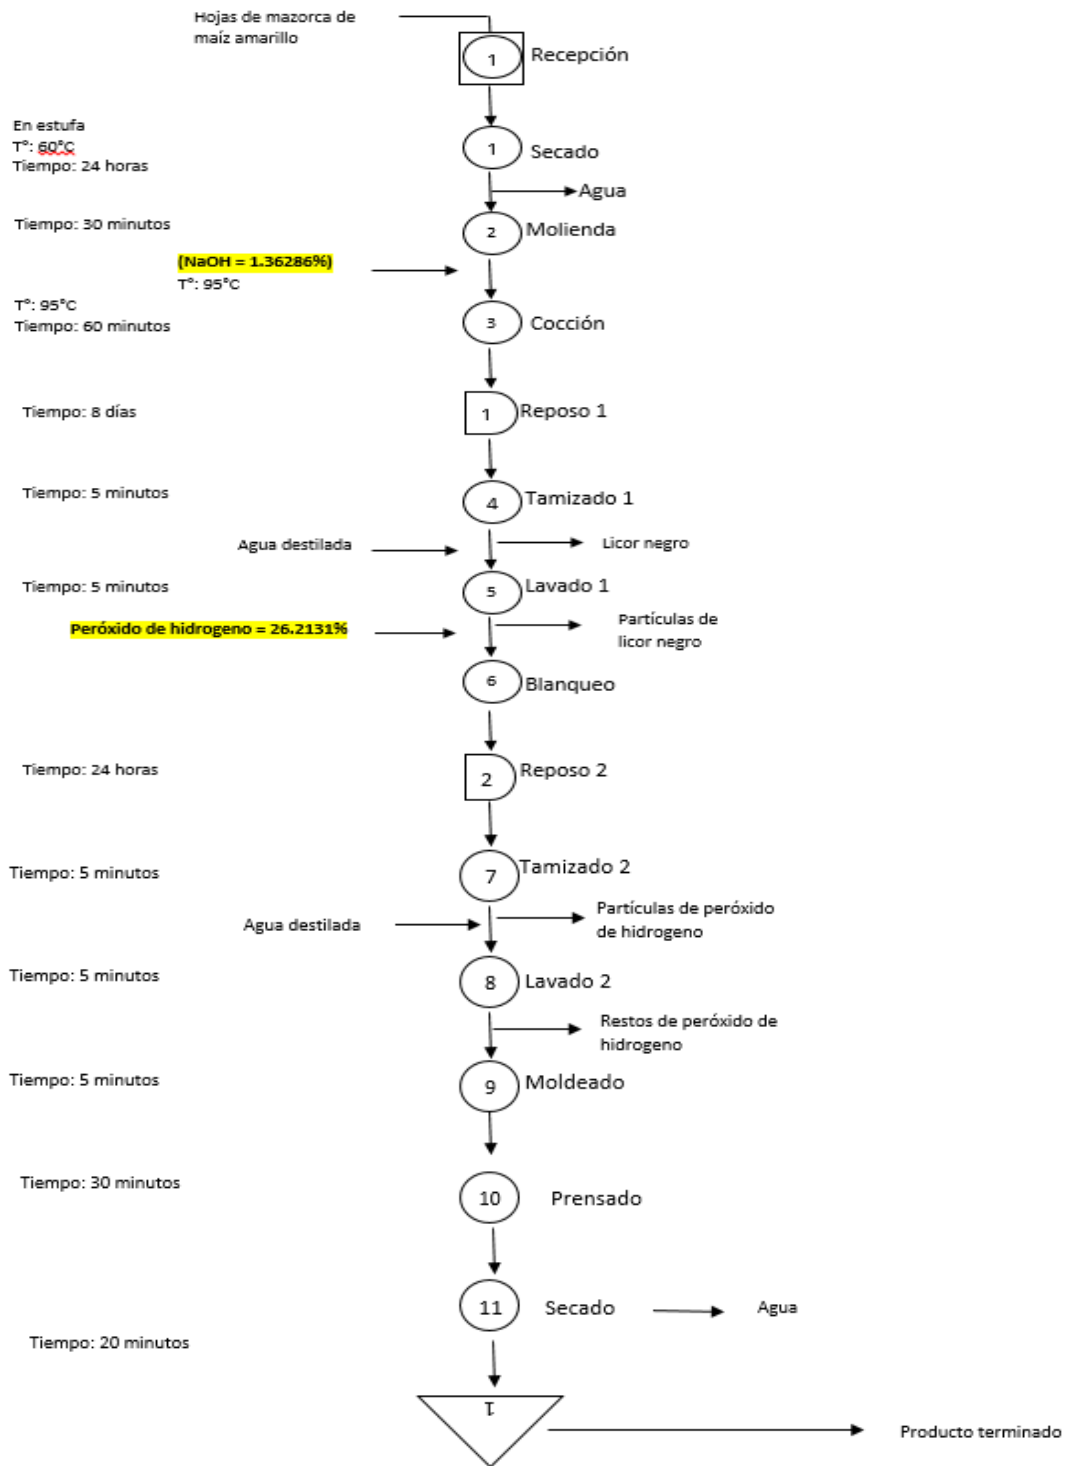 Hojas de mazorca de
maíz amarillo
1
Recepción
En estufa
T°: 60°C
Tiempo: 24 horas
1
Secado
Agua
Tiempo: 30 minutos
2
Molienda
(NaOH = 1.36286%)
T°: 95°C
T°: 95°C
Tiempo: 60 minutos
3
Cocción
Tiempo: 8 días
1
Reposo 1
Tiempo: 5 minutos
4
Tamizado 1
Agua destilada
Licor negro
Tiempo: 5 minutos
5
Lavado 1
Peróxido de hidrogeno = 26.2131%
Partículas de
licor negro
6
Blanqueo
Tiempo: 24 horas
2
Reposo 2
Tiempo: 5 minutos
7
Tamizado 2
Agua destilada
Partículas de peróxido
de hidrogeno
Tiempo: 5 minutos
8
Lavado 2
Restos de peróxido de
hidrogeno
Tiempo: 5 minutos
9
Moldeado
Tiempo: 30 minutos
10
Prensado
11
Secado
Agua
Tiempo: 20 minutos
1
Producto terminado